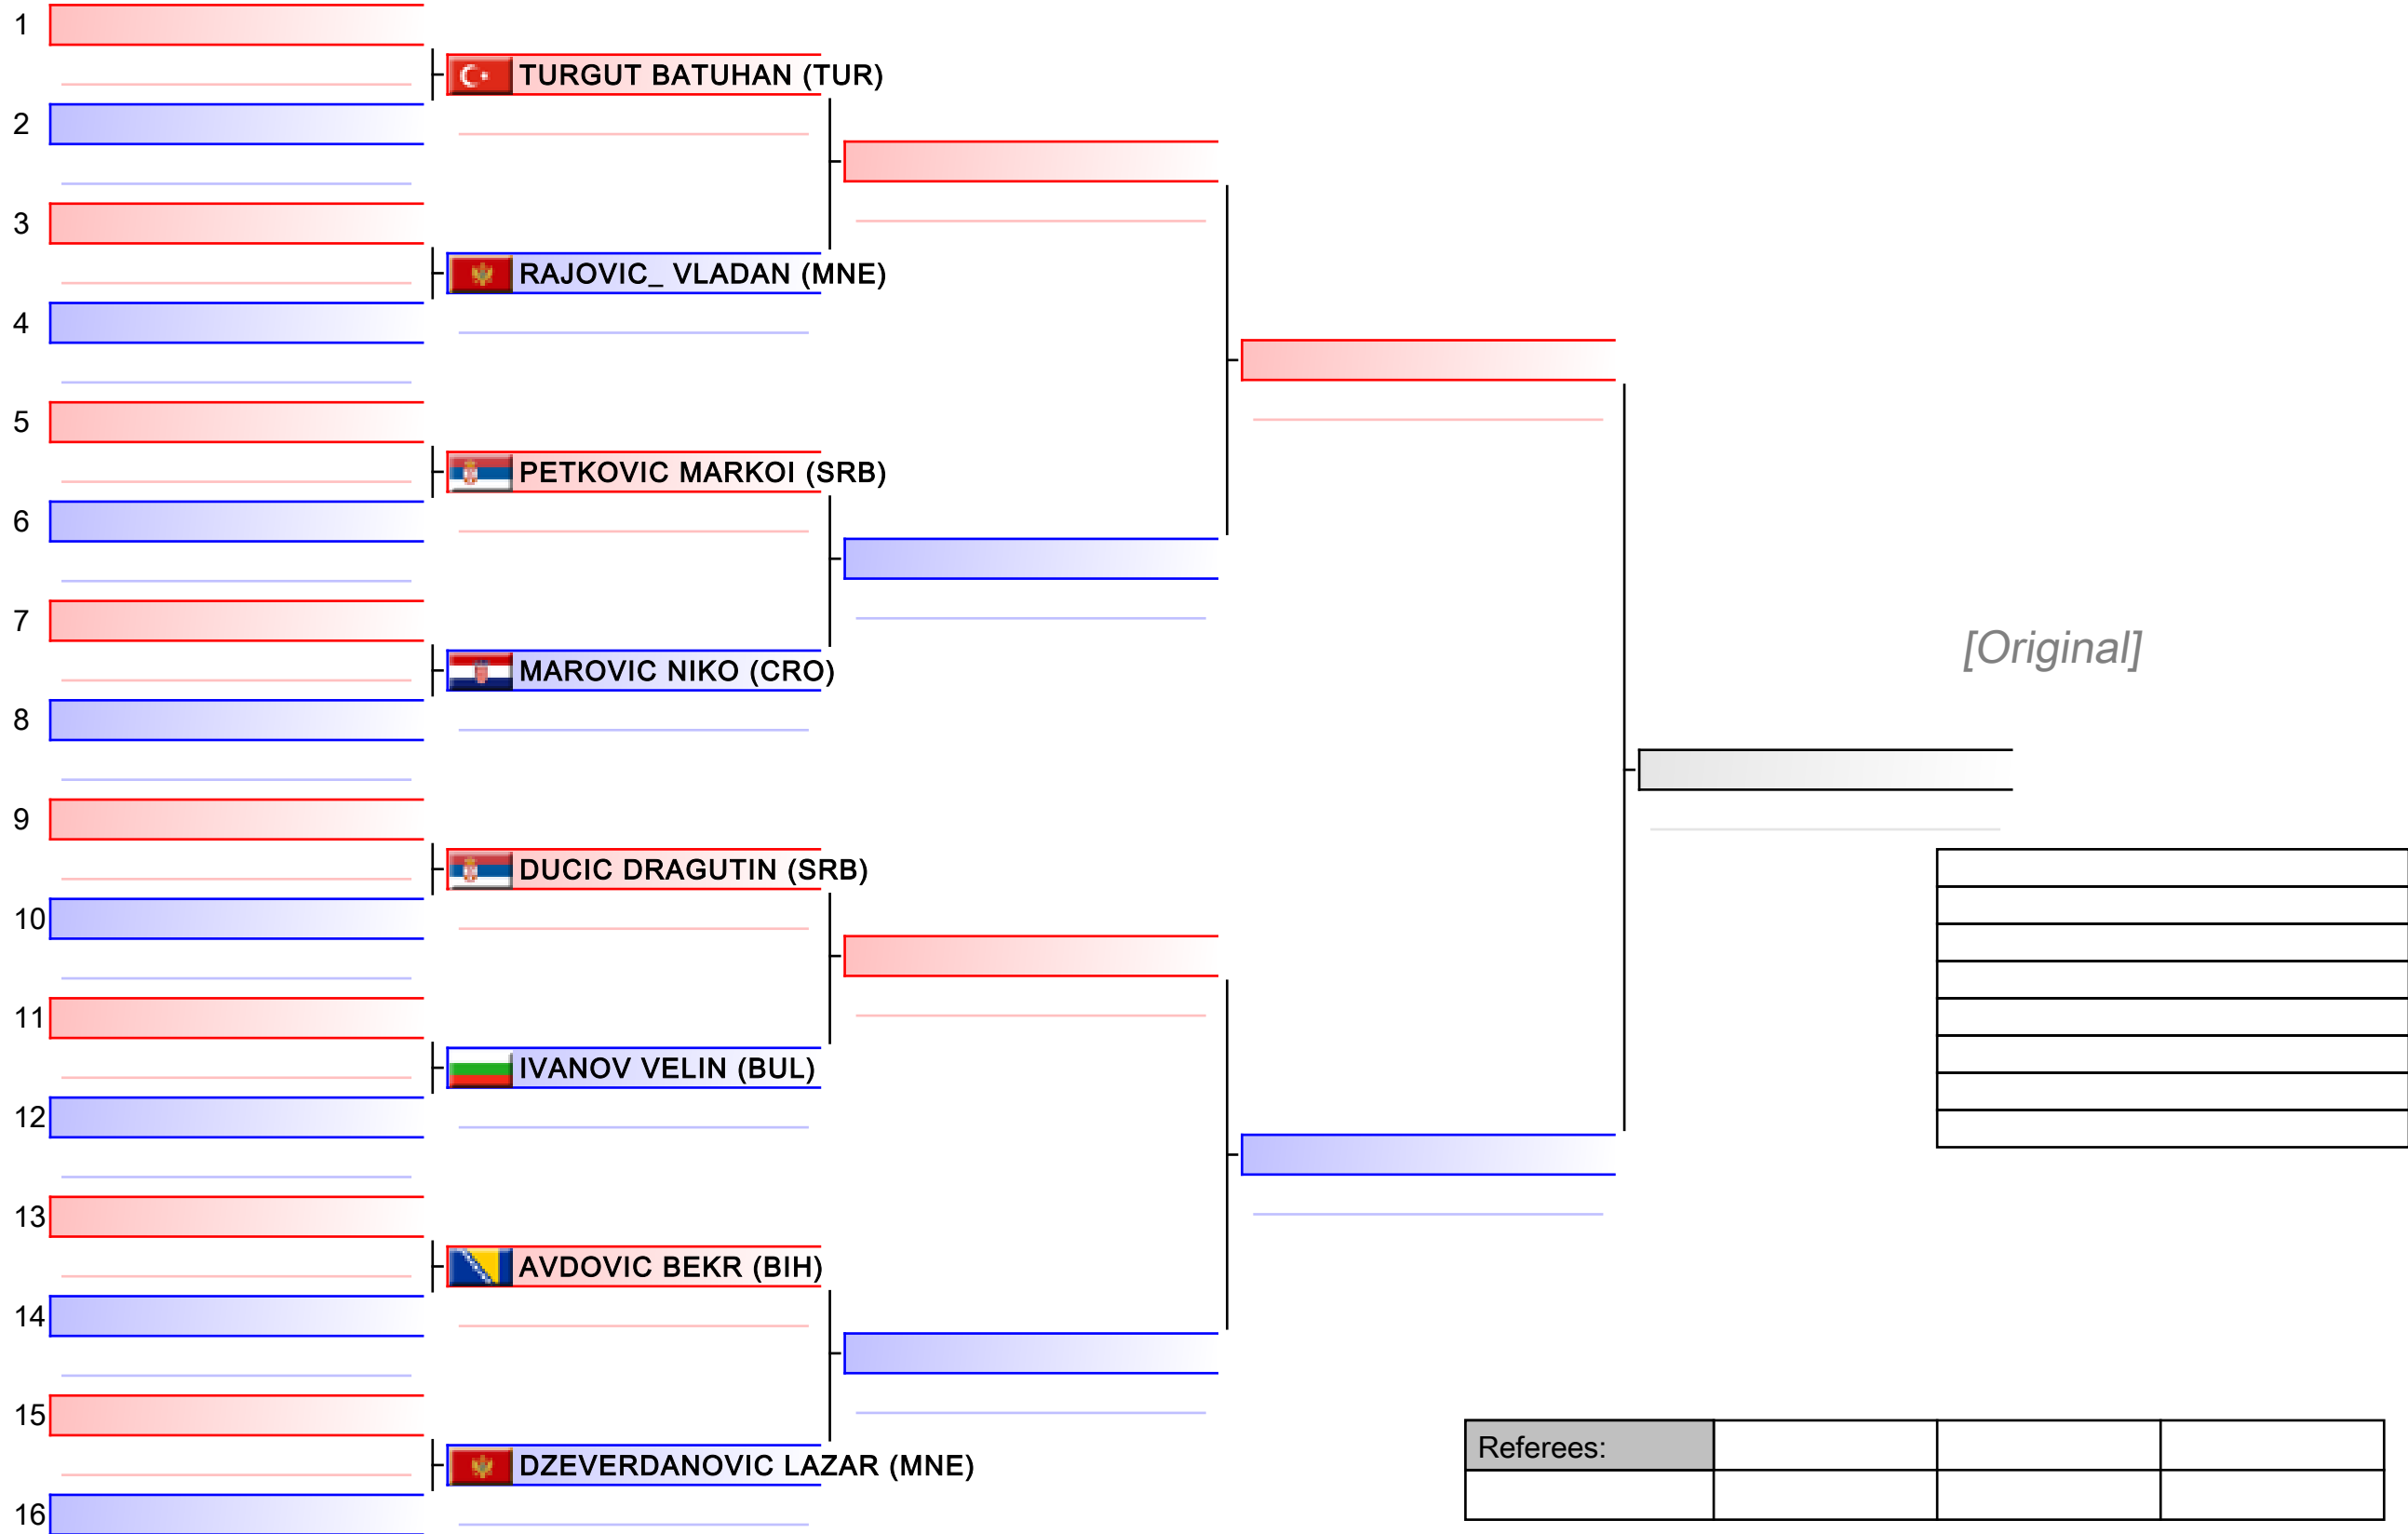 1
TURGUT BATUHAN (TUR)
2
3
RAJOVIC_ VLADAN (MNE)
4
5
PETKOVIC MARKOI (SRB)
6
7
[Original]
MAROVIC NIKO (CRO)
8
9
DUCIC DRAGUTIN (SRB)
10
11
IVANOV VELIN (BUL)
12
13
AVDOVIC BEKR (BIH)
14
15
Referees:
DZEVERDANOVIC LAZAR (MNE)
16